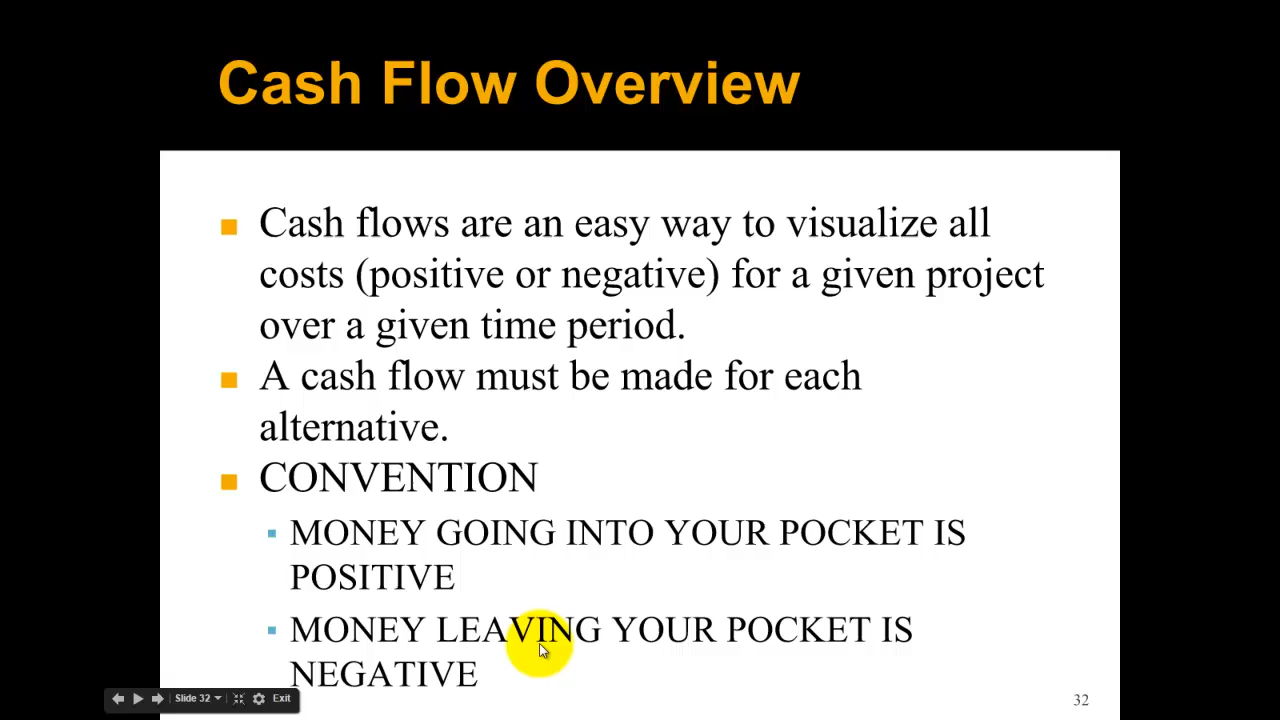 Cash Flow Overview
Cash flows are an easy way to visualize all
costs (positive or negative) for a given project
over a given time period.
A cash flow must be made for each
alternative.
CONVENTION
MONEY GOING INTO YOUR POCKET IS
POSITIVE
MONEY LEAVING YOUR POCKET IS
NEGATIVE
Slide 32 Exit
32